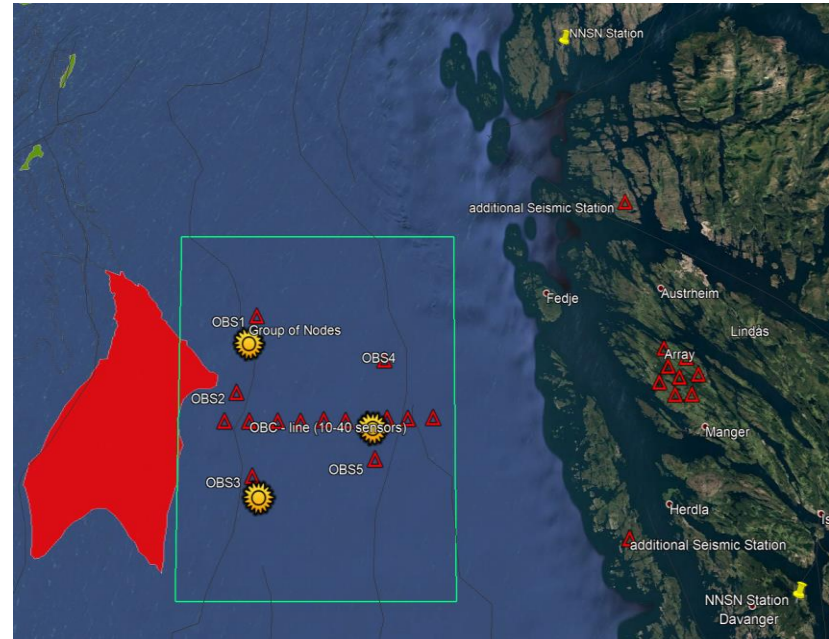 NNSN Station
additional Seismic Station
Fedje
Austrheim
OBS1
Group of Nodes
Lindås
OBS4
Array
OBS2
OBC - line (10-40 sensors)
Manger
OBS5
OBS3
Herdla
additional Seismic Station
NNSN Station
Davanger